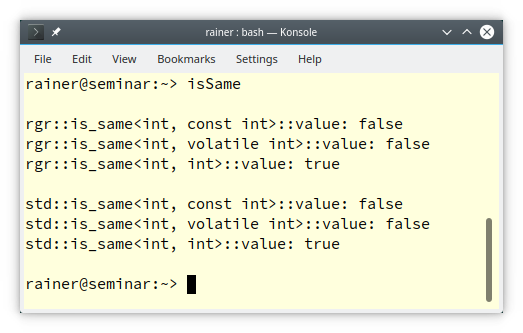 rainer : bash — Konsole
File Edit View Bookmarks Settings Help
rainer@seminar:~> isSame
rgr::is_same<int, const int>::value: false
rgr::is_same<int, volatile int>::value: false
rgr::is_same<int, int>::value: true
std::is_same<int, const int>::value: false
std::is_same<int, volatile int>::value: false
std::is_same<int, int>::value: true
rainer@seminar:~>